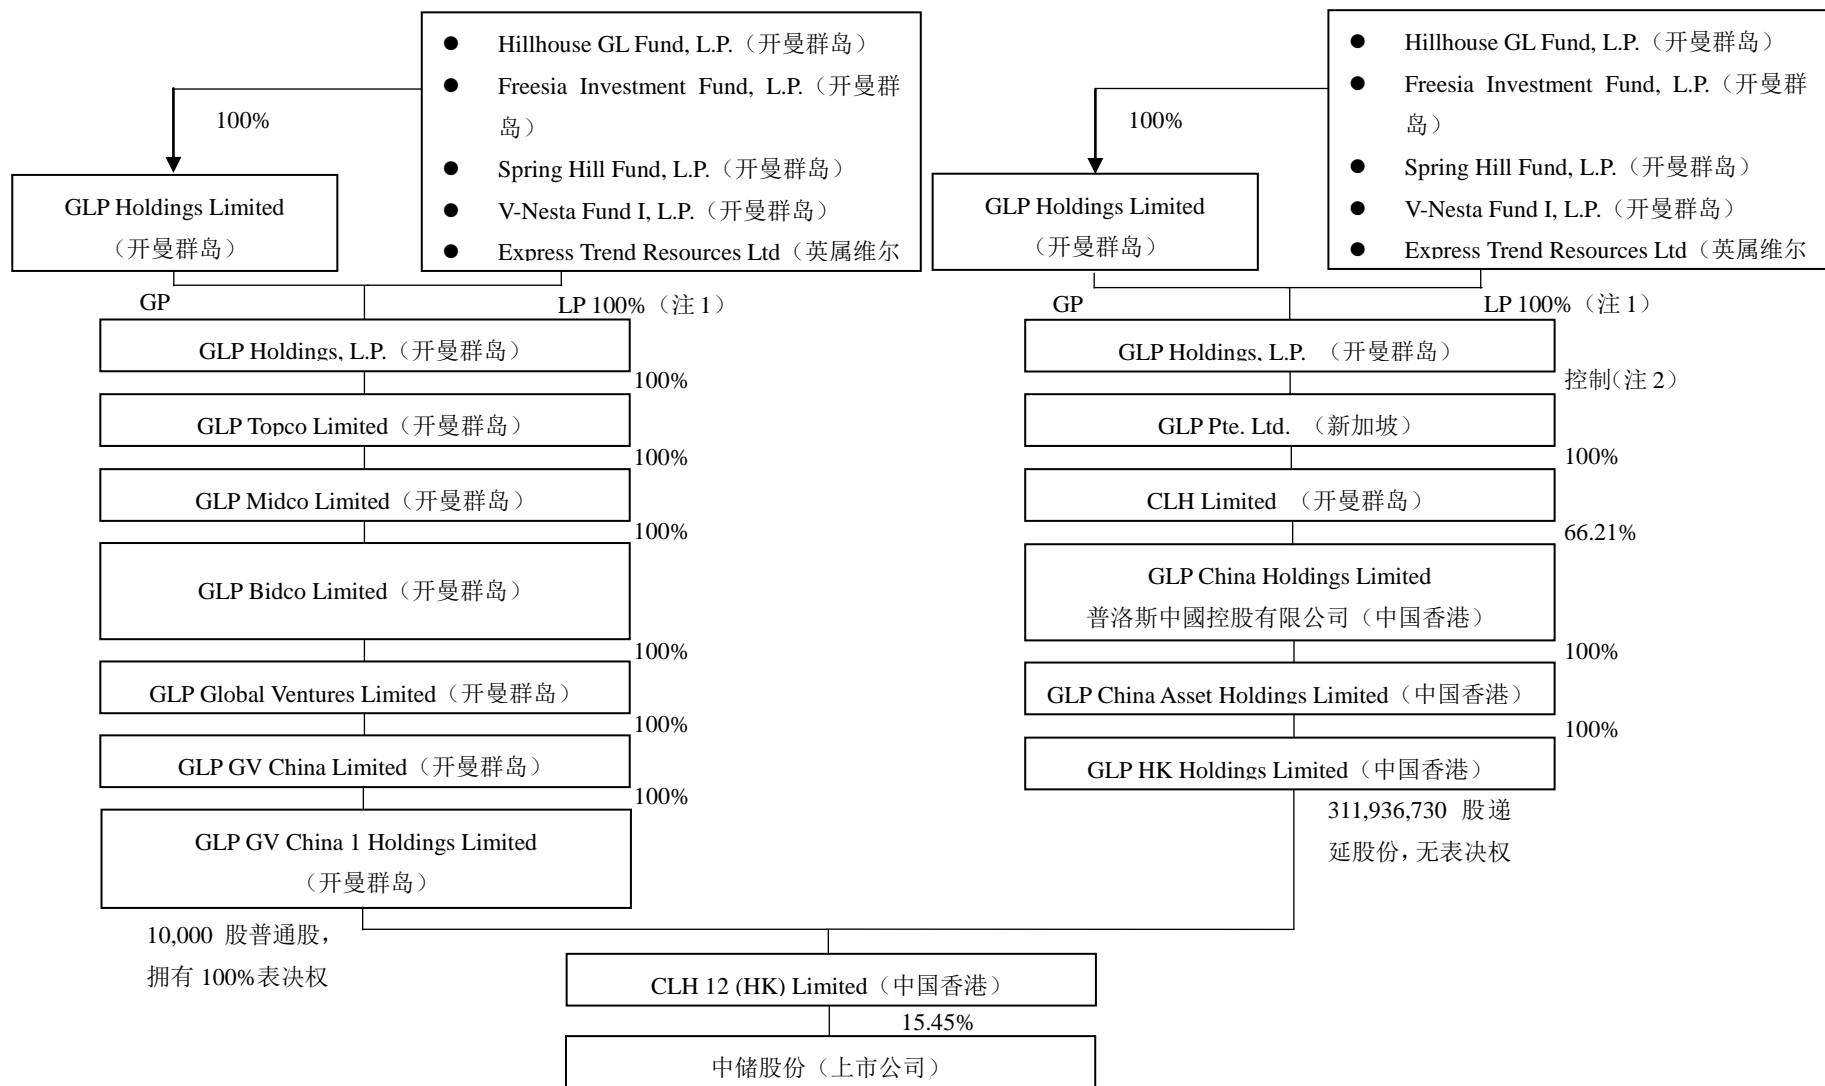 ● Hillhouse GL Fund, L.P.（开曼群岛）
● Freesia Investment Fund, L.P.（开曼群
岛）
● Spring Hill Fund, L.P.（开曼群岛）
● V-Nesta Fund I, L.P.（开曼群岛）
● Express Trend Resources Ltd（英属维尔
100%
GLP Holdings Limited
（开曼群岛）
GP
LP 100%（注 1）
GLP Holdings, L.P.（开曼群岛）
100%
GLP Topco Limited（开曼群岛）
100%
GLP Midco Limited（开曼群岛）
100%
GLP Bidco Limited（开曼群岛）
100%
GLP Global Ventures Limited（开曼群岛）
100%
GLP GV China Limited（开曼群岛）
100%
GLP GV China 1 Holdings Limited
（开曼群岛）
10,000 股普通股，
拥有 100%表决权
● Hillhouse GL Fund, L.P.（开曼群岛）
● Freesia Investment Fund, L.P.（开曼群
岛）
● Spring Hill Fund, L.P.（开曼群岛）
● V-Nesta Fund I, L.P.（开曼群岛）
● Express Trend Resources Ltd（英属维尔
100%
GLP Holdings Limited
（开曼群岛）
GP
LP 100%（注 1）
GLP Holdings, L.P. （开曼群岛）
控制（注 2）
GLP Pte. Ltd. （新加坡）
100%
CLH Limited （开曼群岛）
66.21%
GLP China Holdings Limited
普洛斯中國控股有限公司（中国香港）
100%
GLP China Asset Holdings Limited（中国香港）
100%
GLP HK Holdings Limited（中国香港）
311,936,730 股递
延股份，无表决权
CLH 12 (HK) Limited（中国香港）
15.45%
中储股份（上市公司）